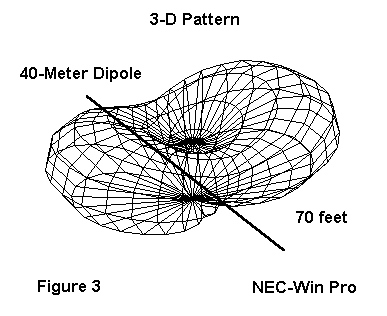 3-D Pattern
40-Meter Dipole
70 feet
Figure 3
NEC-Win Pro